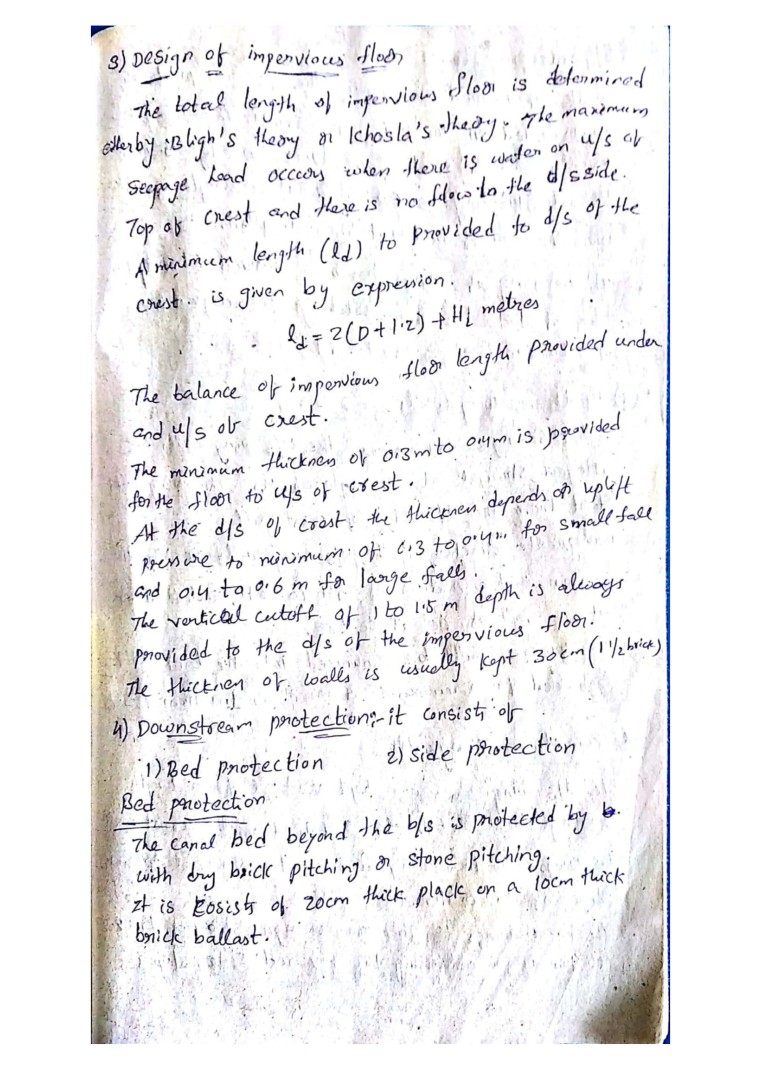 3) Design of impervious floor
The total length of impervious floor is determined
either by Bligh's theory or Khosla's theory. The maximum
Seepage head occurs when there is water on u/s of
Top of crest and there is no flow to the d/s side.
A minimum length (ld) to provided to d/s of the
crest is given by expression.
ld = 2(D+1.2) + HL metres
The balance of impervious floor length provided under
and u/s of crest.
The minimum thickness of 0.3m to 0.4m is provided
for the floor to u/s of crest.
At the d/s of crest the thickness depends on uplift
pressure to minimum of 0.3 to 0.4m for small fall
and 0.4 to 0.6 m for large falls.
The vertical cutoff of 1 to 1.5 m depth is always
provided to the d/s of the impervious floor.
The thickness of walls is usually kept 30cm (1 1/2 brick)
4) Downstream protection:- it consists of
1) Bed protection 2) Side protection
Bed protection
The canal bed beyond the b/s is protected by
with dry brick pitching or stone pitching.
It is cosists of 20cm thick plack on a 10cm thick
brick ballast.